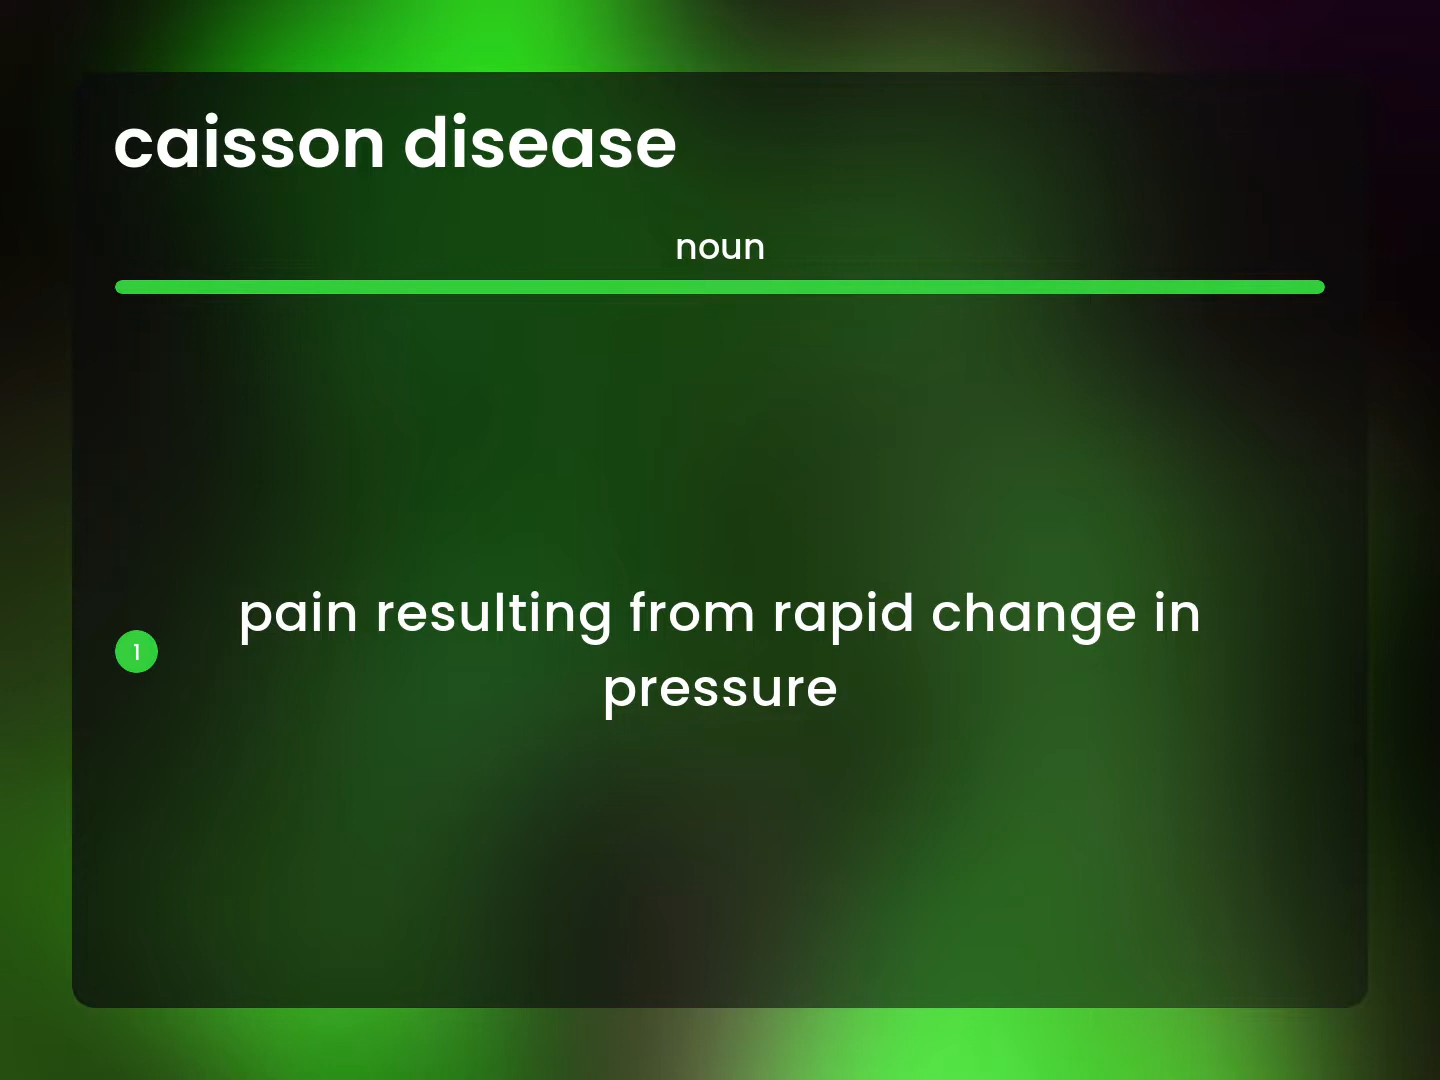 caisson disease
noun
1
pain resulting from rapid change in
pressure